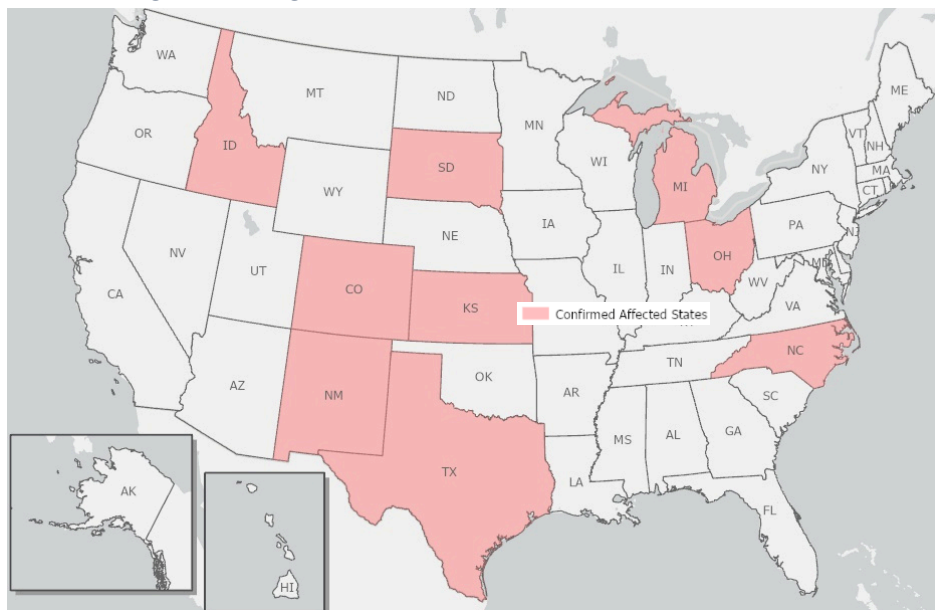 WA
MT
ND
MN
ME
OR
ID
SD
WI
MI
VT
NH
NY
MA
CT
WY
IA
PA
NJ
NV
UT
NE
IL
IN
OH
MD
WV
CA
CO
KS
VA
Confirmed Affected States
AZ
NM
OK
AR
TN
NC
SC
MS
AL
GA
TX
LA
FL
AK
HI